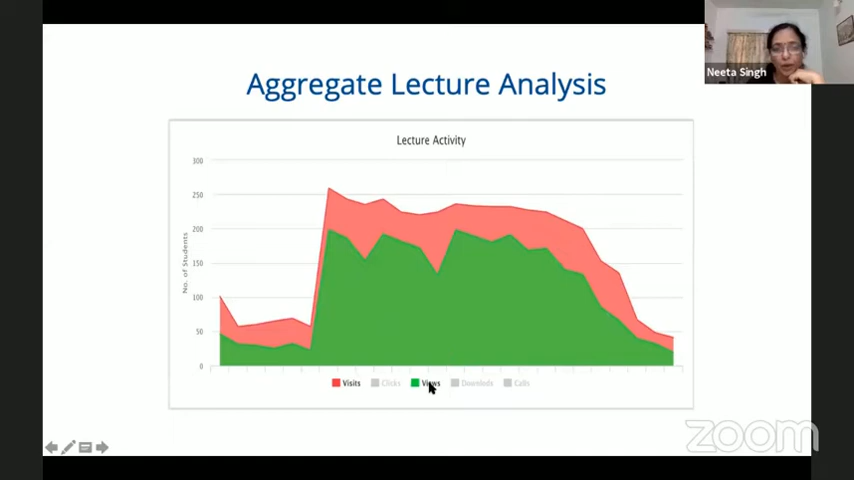 Neeta Singh
Aggregate Lecture Analysis
Lecture Activity
300
250
200
150
100
50
0
No. of Students
Visits Clicks Views Downlods Calls
zoom